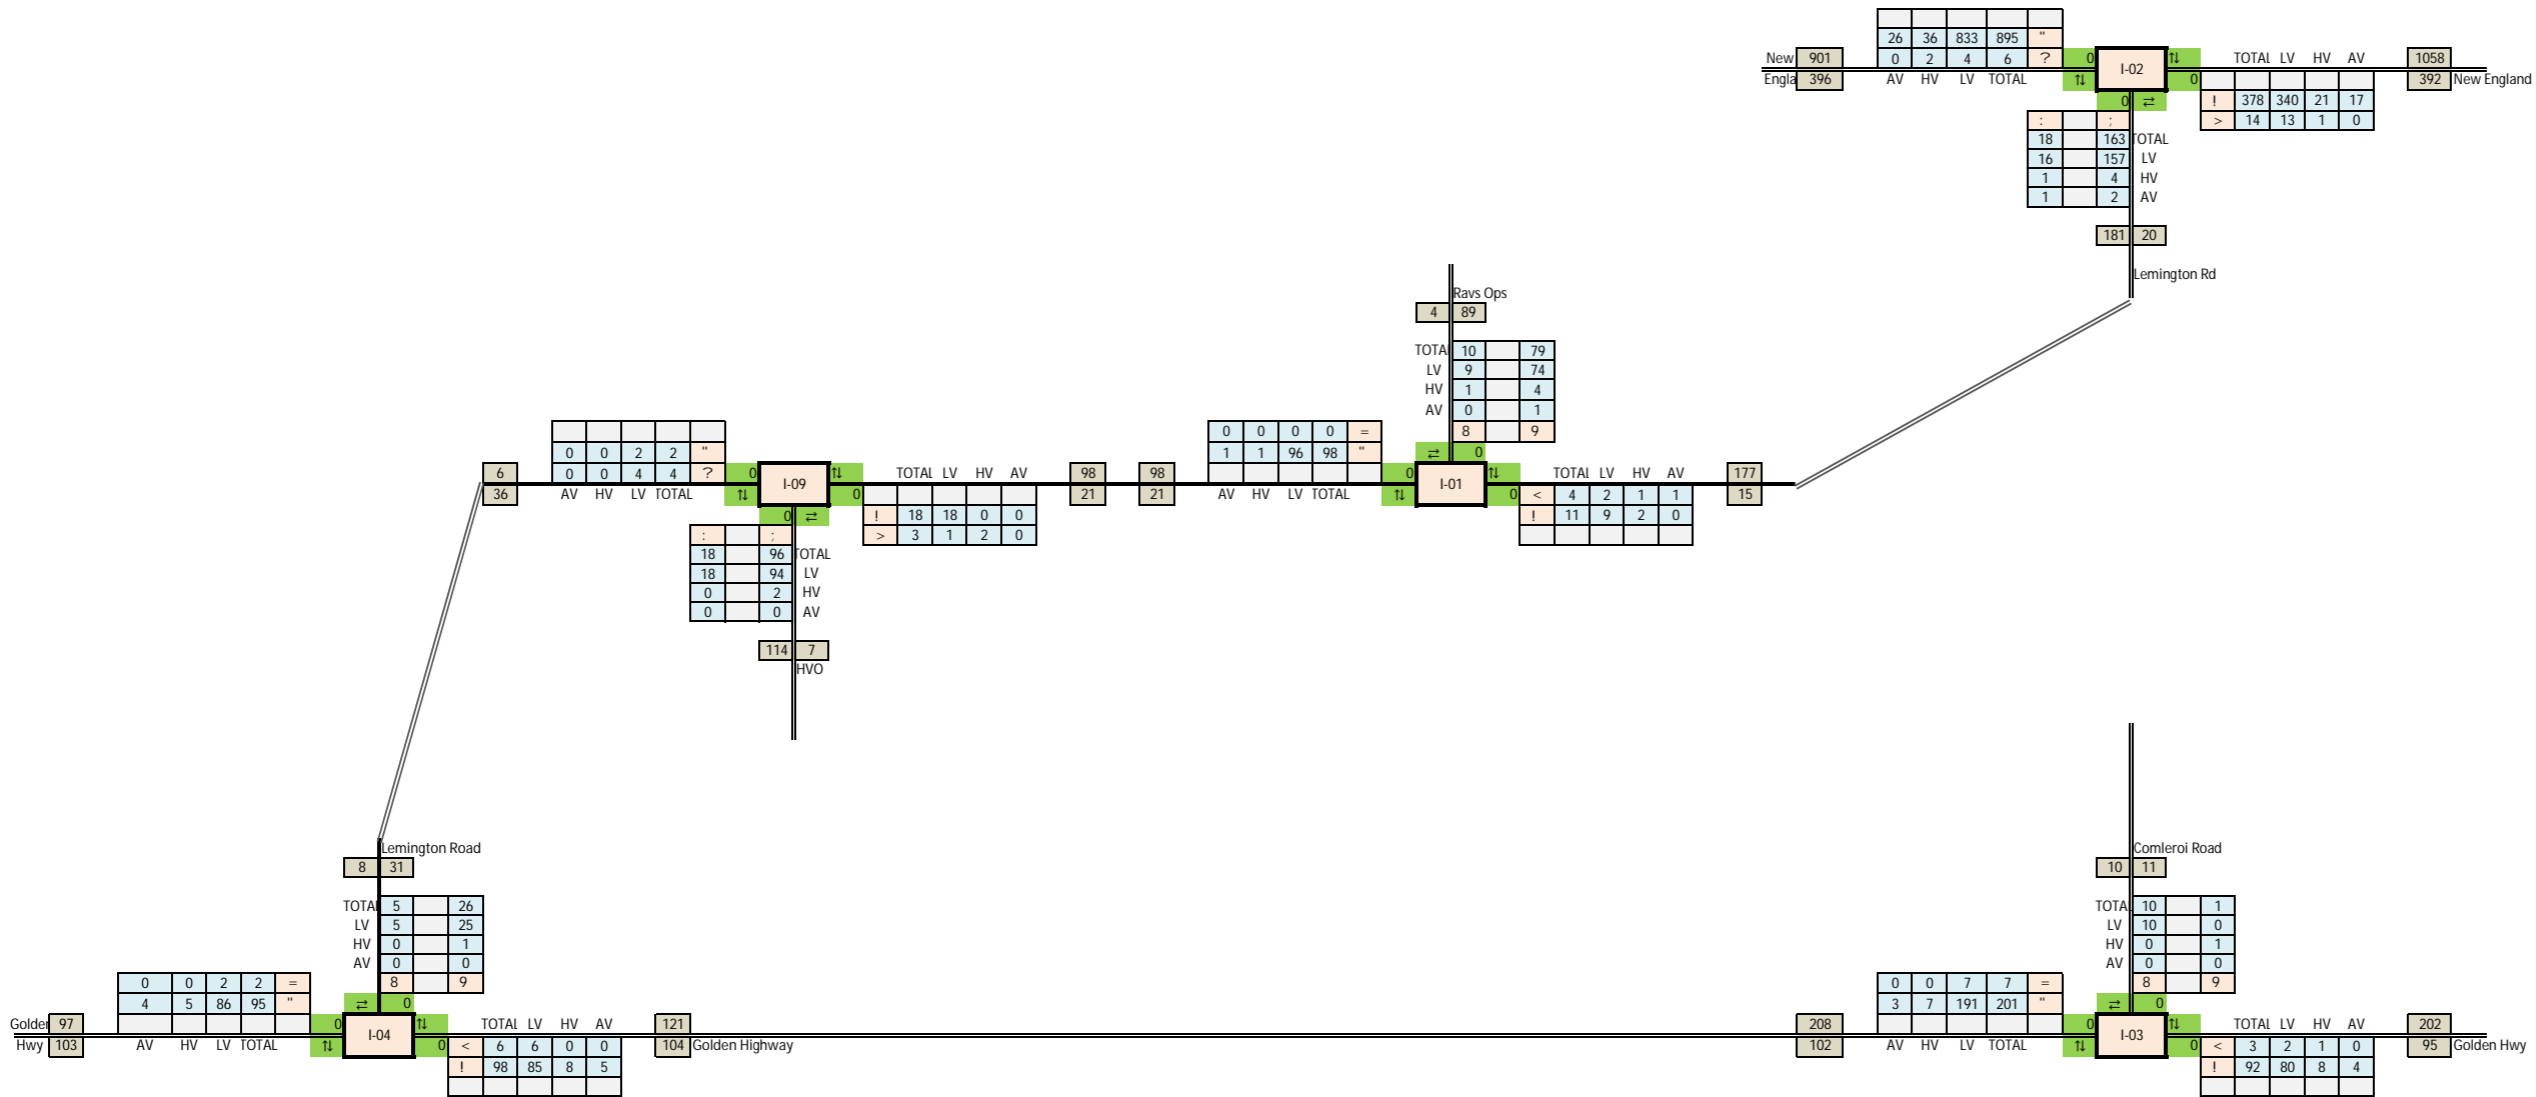 26 36 833 895 "
New 901 0 2 4 6 ? 0 ⇅ TOTAL LV HV AV 1058
I-02
Engla 396 AV HV LV TOTAL ⇅ 0 392 New England
0 ⇄ ! 378 340 21 17
: ; > 14 13 1 0
18 163 TOTAL
16 157 LV
1 4 HV
1 2 AV
181 20
Lemington Rd
Ravs Ops
4 89
TOTAL 10 79
LV 9 74
HV 1 4
AV 0 1
0 0 0 0 = 8 9
0 0 2 2 " 1 1 96 98 " ⇄ 0
6 0 0 4 4 ? 0 ⇅ TOTAL LV HV AV 98 98 0 ⇅ TOTAL LV HV AV 177
I-09 I-01
36 AV HV LV TOTAL ⇅ 0 21 21 AV HV LV TOTAL ⇅ 0 < 4 2 1 1 15
0 ⇄ ! 18 18 0 0 ! 11 9 2 0
: ; > 3 1 2 0
18 96 TOTAL
18 94 LV
0 2 HV
0 0 AV
114 7
HVO
Lemington Road Comleroi Road
8 31 10 11
TOTAL 5 26 TOTAL 10 1
LV 5 25 LV 10 0
HV 0 1 HV 0 1
AV 0 0 AV 0 0
0 0 2 2 = 8 9 0 0 7 7 = 8 9
4 5 86 95 " ⇄ 0 3 7 191 201 " ⇄ 0
Golder 97 0 ⇅ TOTAL LV HV AV 121 208 0 ⇅ TOTAL LV HV AV 202
I-04 I-03
Hwy 103 AV HV LV TOTAL ⇅ 0 < 6 6 0 0 104 Golden Highway 102 AV HV LV TOTAL ⇅ 0 < 3 2 1 0 95 Golden Hwy
! 98 85 8 5 ! 92 80 8 4